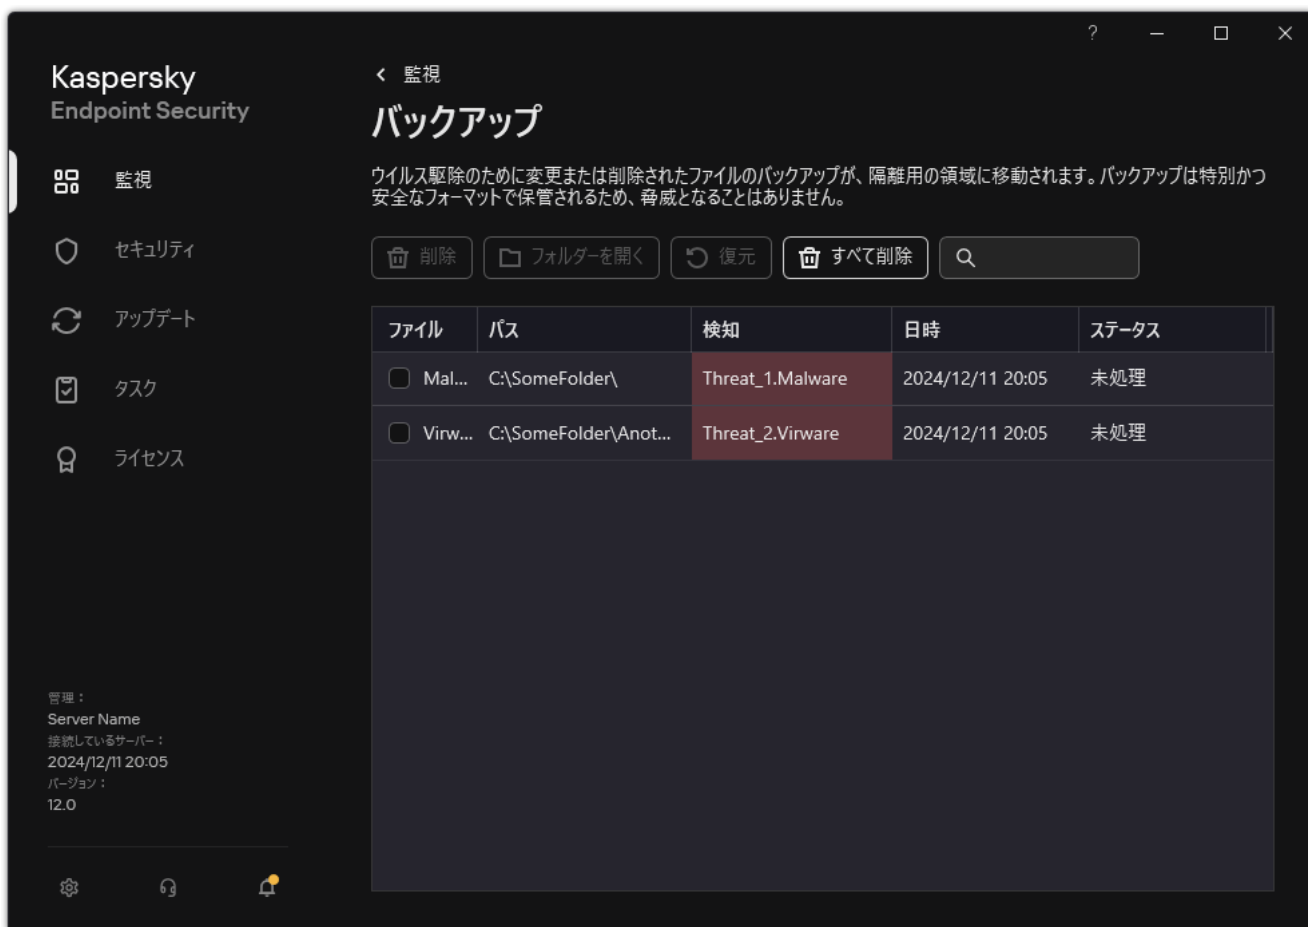 ?
Kaspersky
Endpoint Security
監視
セキュリティ
アップデート
タスク
ライセンス
管理：
Server Name
接続しているサーバー：
2024/12/11 20:05
バージョン：
12.0
監視
バックアップ
ウイルス駆除のために変更または削除されたファイルのバックアップが、隔離用の領域に移動されます。バックアップは特別かつ
安全なフォーマットで保管されるため、脅威となることはありません。
削除 フォルダーを開く 復元 すべて削除
ファイル パス 検知 日時 ステータス
Mal... C:\SomeFolder\ Threat_1.Malware 2024/12/11 20:05 未処理
Virw... C:\SomeFolder\Anot... Threat_2.Virware 2024/12/11 20:05 未処理